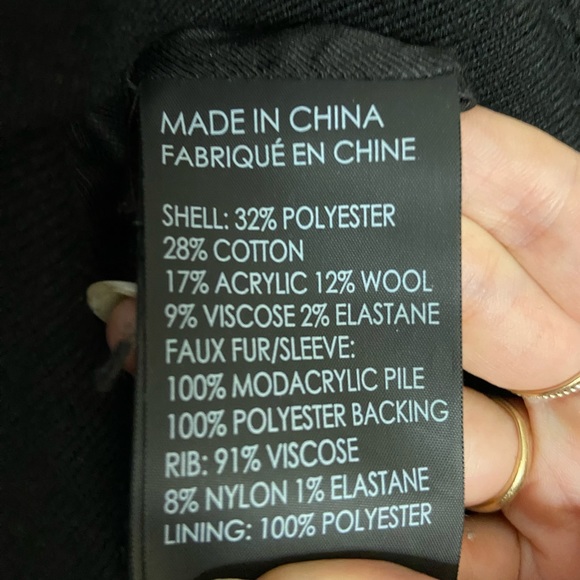 MADE IN CHINA
FABRIQUÉ EN CHINE
SHELL: 32% POLYESTER
28% COTTON
17% ACRYLIC 12% WOOL
9% VISCOSE 2% ELASTANE
FAUX FUR/SLEEVE:
100% MODACRYLIC PILE
100% POLYESTER BACKING
RIB: 91% VISCOSE
8% NYLON 1% ELASTANE
LINING: 100% POLYESTER